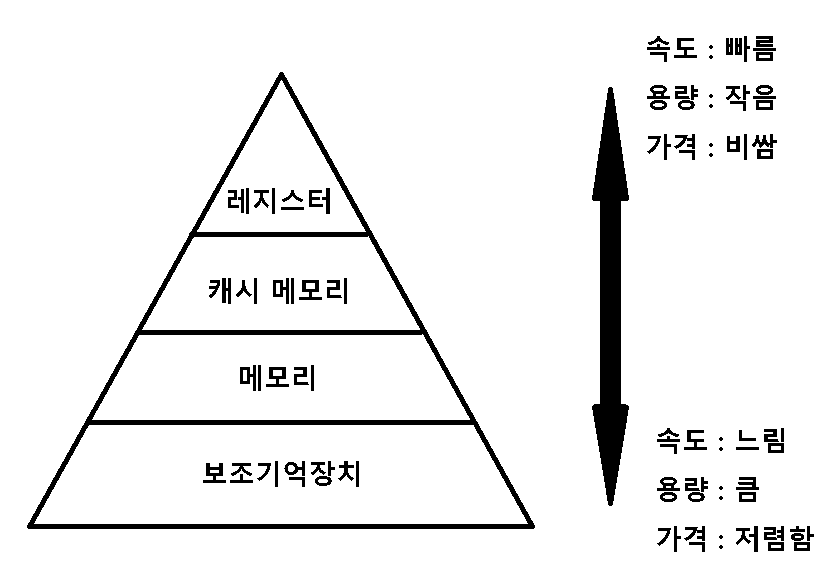 속도 : 빠름
용량 : 작음
가격 : 비쌈
레지스터
캐시 메모리
메모리
보조기억장치
속도 : 느림
용량 : 큼
가격 : 저렴함